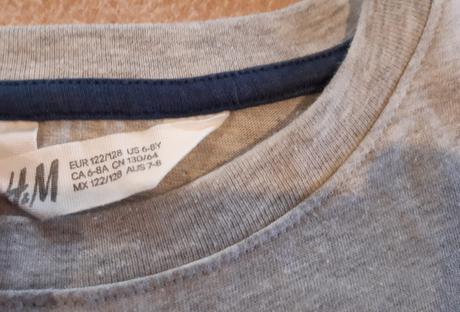 H&M
EUR 122/128 US 6-8Y
CA 6-8A CN 130/64
MX 122/128 AUS 7-8